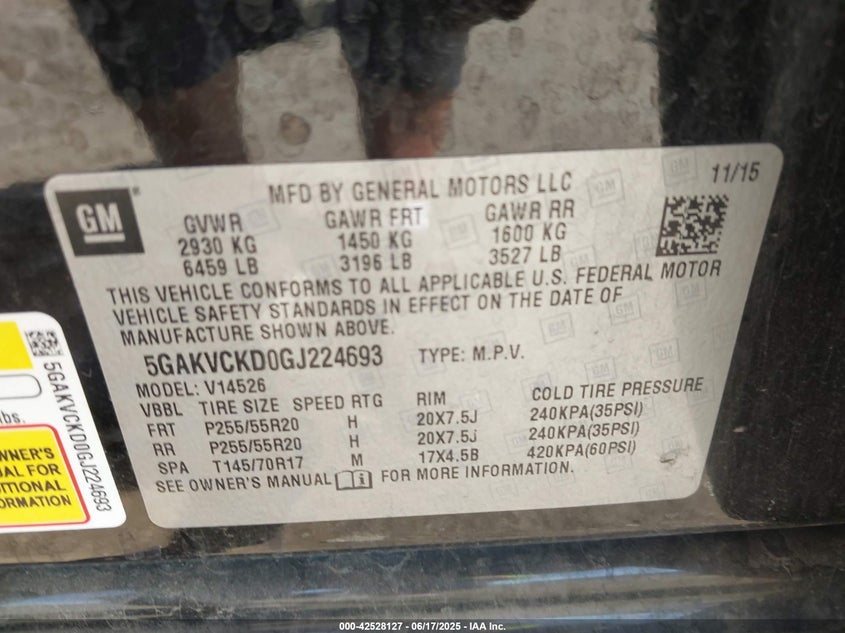 GM
MFD BY GENERAL MOTORS LLC
11/15
GVWR GAWR FRT GAWR RR
2930 KG 1450 KG 1600 KG
6459 LB 3196 LB 3527 LB
THIS VEHICLE CONFORMS TO ALL APPLICABLE U.S. FEDERAL MOTOR
VEHICLE SAFETY STANDARDS IN EFFECT ON THE DATE OF
MANUFACTURE SHOWN ABOVE.
5GAKVCKD0GJ224693 TYPE: M.P.V.
MODEL: V14526
VBBL TIRE SIZE SPEED RTG RIM COLD TIRE PRESSURE
FRT P255/55R20 H 20X7.5J 240KPA(35PSI)
RR P255/55R20 H 20X7.5J 240KPA(35PSI)
SPA T145/70R17 M 17X4.5B 420KPA(60PSI)
SEE OWNER'S MANUAL FOR MORE INFORMATION.
5GAKVCKD0GJ224693
lbs.
OWNER'S
FOR
000-42528127 - 06/17/2025 - IAA Inc.